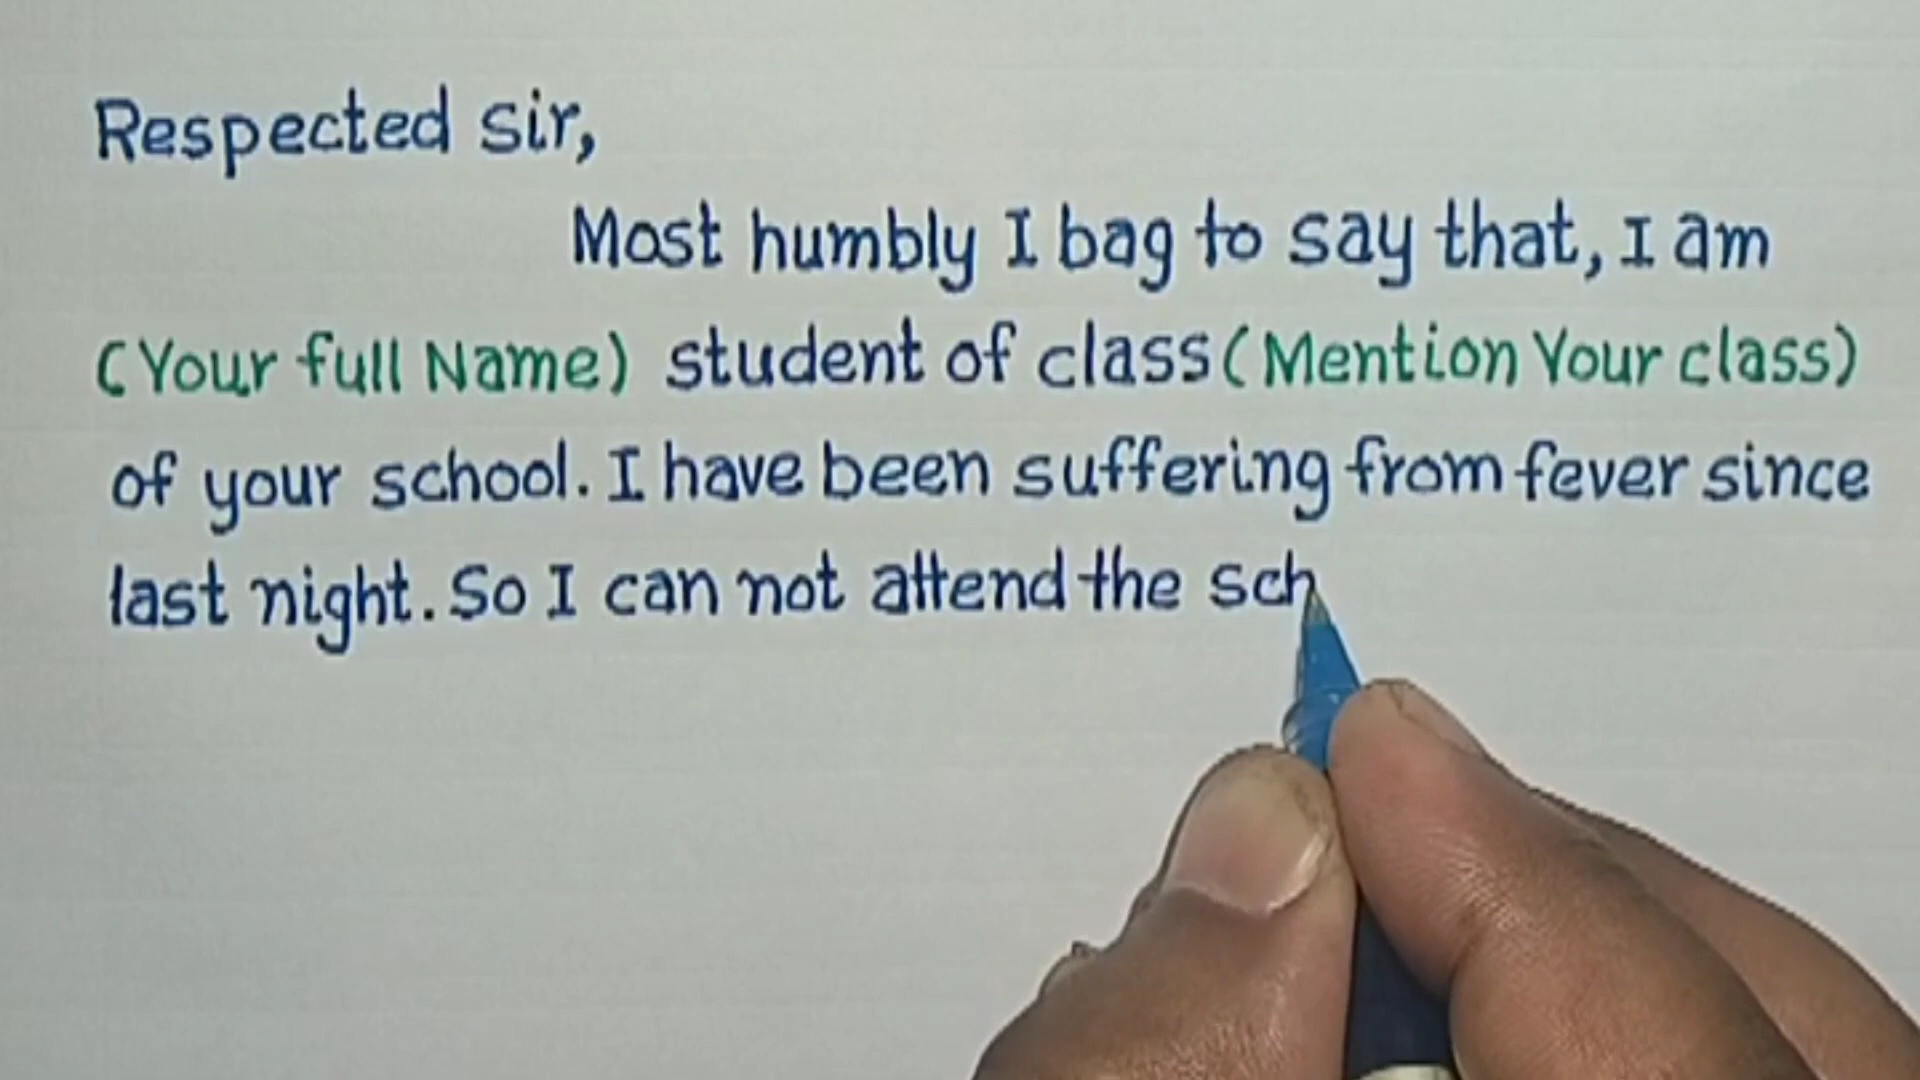 Respected Sir,
Most humbly I bag to say that, I am
(Your full Name) student of class (Mention Your class)
of your school. I have been suffering from fever since
last night. So I can not attend the sch